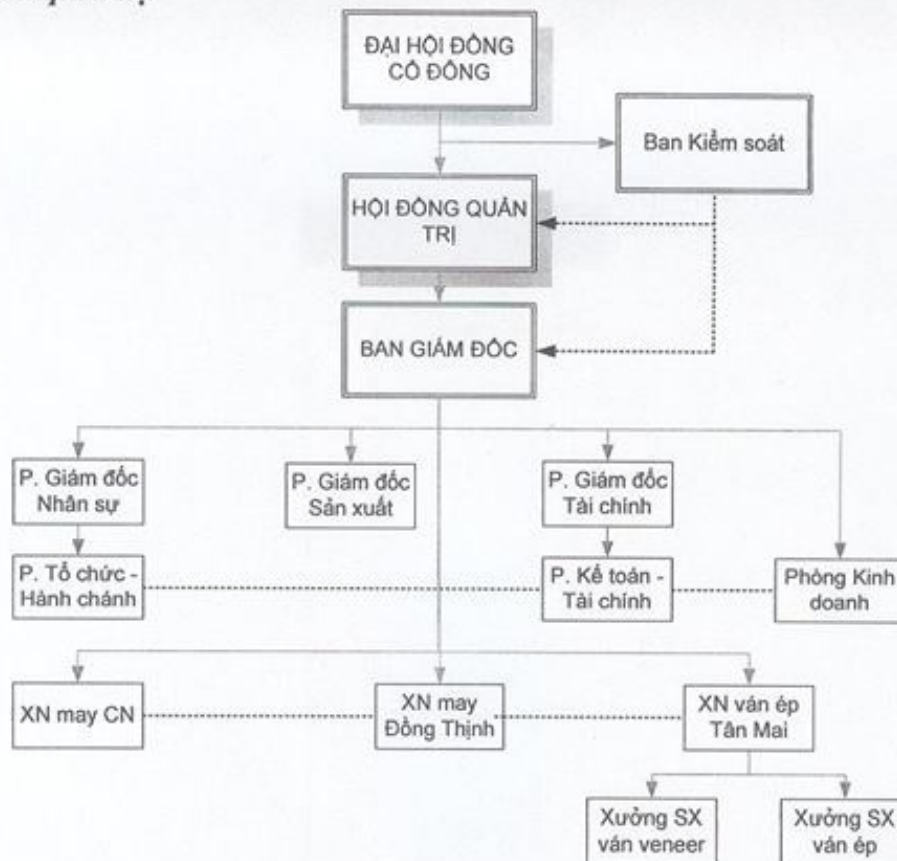 ĐẠI HỘI ĐỒNG
CỔ ĐÔNG
Ban Kiểm soát
HỘI ĐỒNG QUẢN
TRỊ
BAN GIÁM ĐỐC
P. Giám đốc
Nhân sự
P. Giám đốc
Sản xuất
P. Giám đốc
Tài chính
P. Tổ chức -
Hành chánh
P. Kế toán -
Tài chính
Phòng Kinh
doanh
XN may CN
XN may
Đồng Thịnh
XN ván ép
Tân Mai
Xưởng SX
ván veneer
Xưởng SX
ván ép